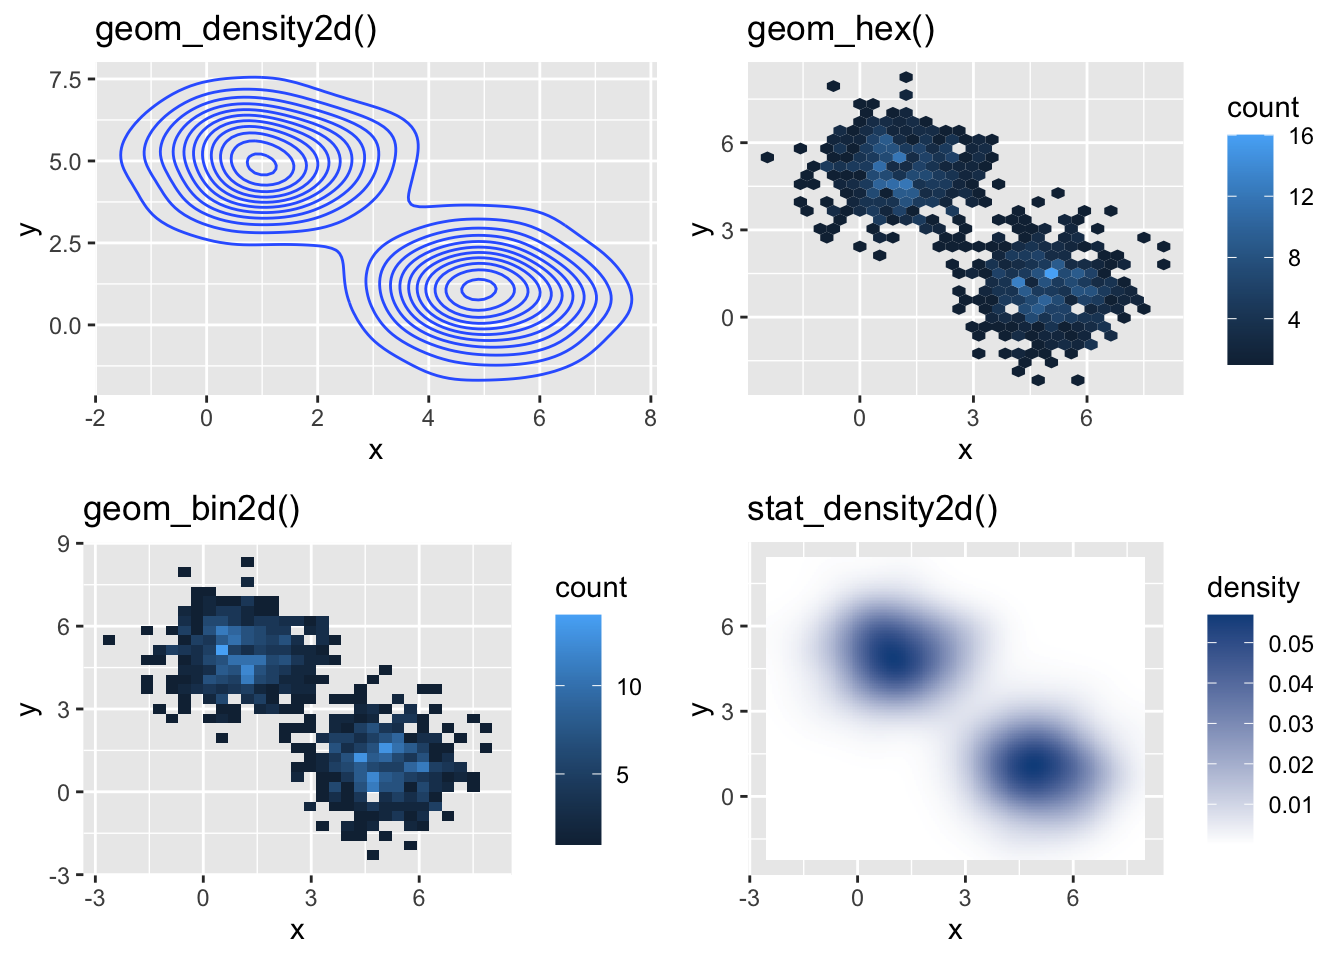 geom_density2d()
7.5
5.0
2.5
0.0
y
-2 0 2 4 6 8
x
geom_hex()
6
3
0
y
0 3 6
x
count
16
12
8
4
geom_bin2d()
9
6
3
0
-3
y
-3 0 3 6
x
count
10
5
stat_density2d()
6
3
0
y
-3 0 3 6
x
density
0.05
0.04
0.03
0.02
0.01